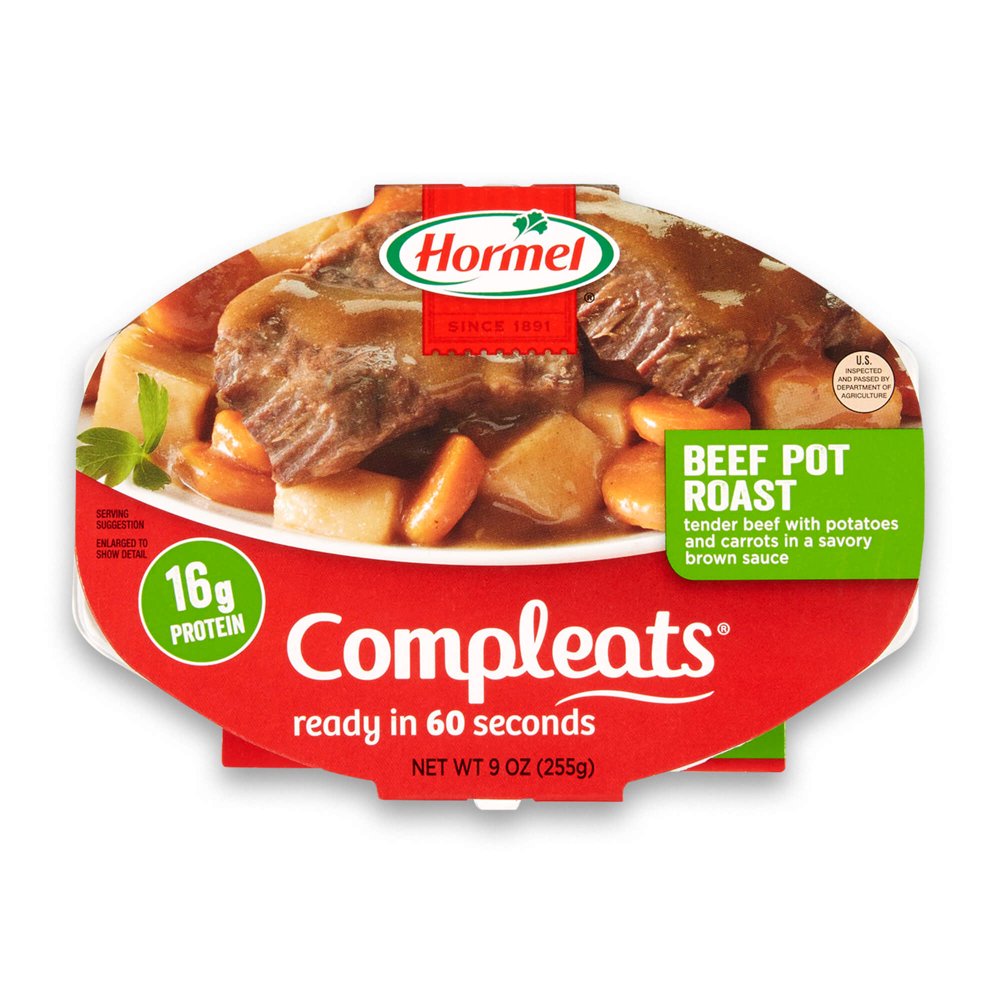 Hormel
®
SINCE 1891
U.S.
INSPECTED
AND PASSED BY
DEPARTMENT OF
AGRICULTURE
BEEF POT
ROAST
tender beef with potatoes
and carrots in a savory
brown sauce
SERVING
SUGGESTION
ENLARGED TO
SHOW DETAIL
16g
PROTEIN
Compleats®
ready in 60 seconds
NET WT 9 OZ (255g)